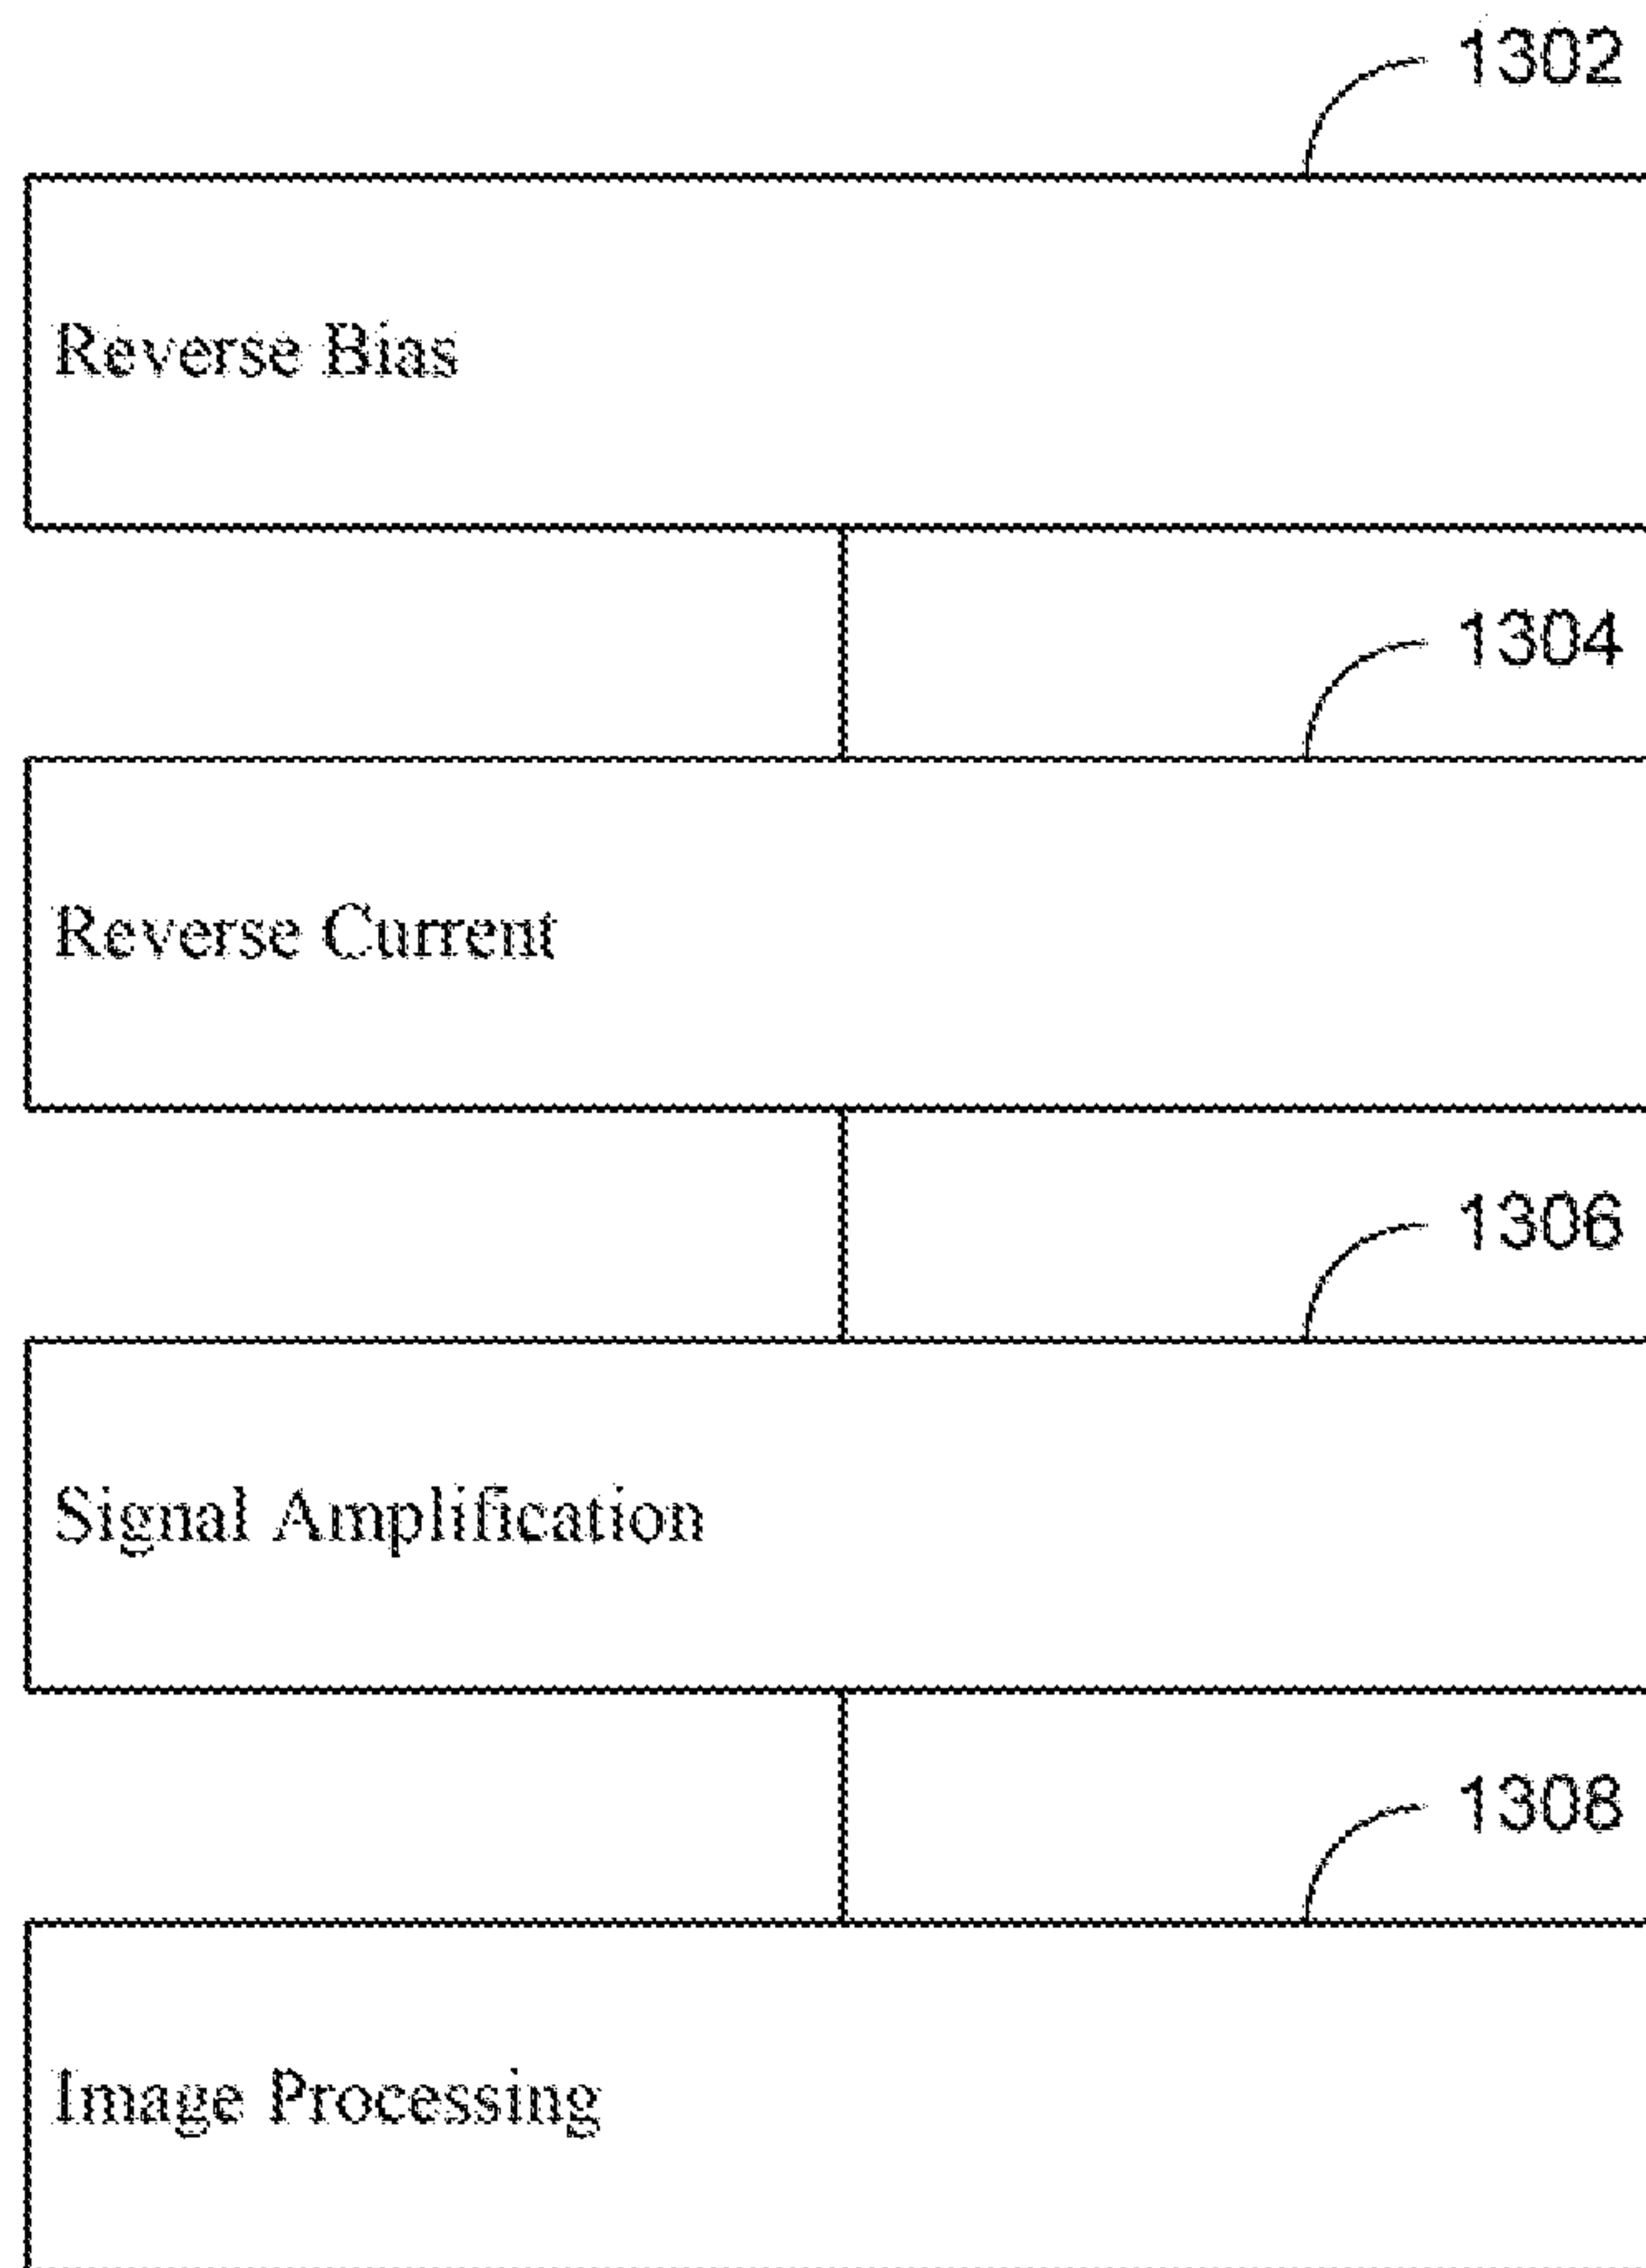 1302
Reverse Bias
1304
Reverse Current
1306
Signal Amplification
1308
Image Processing